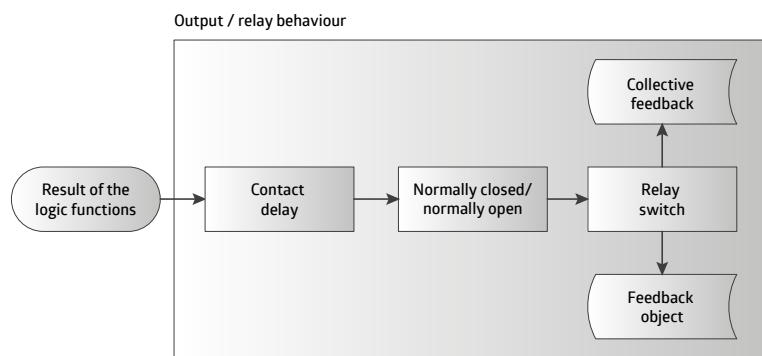 Output / relay behaviour
Collective
feedback
Result of the
logic functions
Contact
delay
Normally closed/
normally open
Relay
switch
Feedback
object